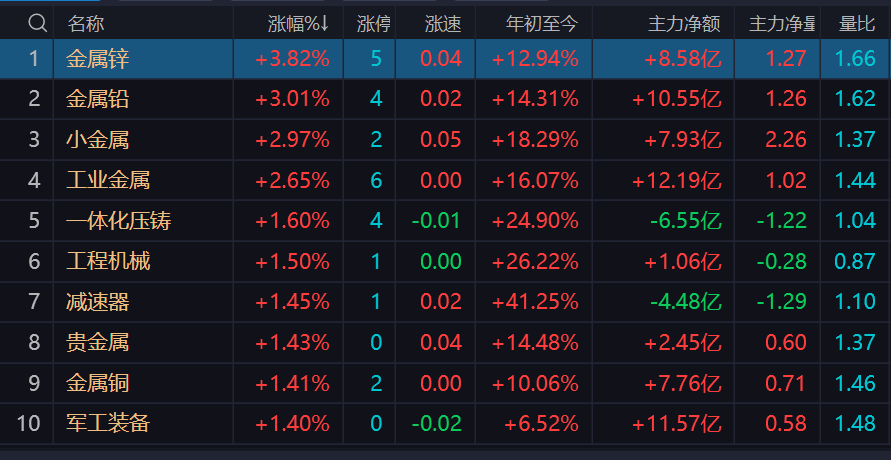 名称 涨幅%↓ 涨停 涨速 年初至今 主力净额 主力净量 量比
1 金属锌 +3.82% 5 0.04 +12.94% +8.58亿 1.27 1.66
2 金属铅 +3.01% 4 0.02 +14.31% +10.55亿 1.26 1.62
3 小金属 +2.97% 2 0.05 +18.29% +7.93亿 2.26 1.37
4 工业金属 +2.65% 6 0.00 +16.07% +12.19亿 1.02 1.44
5 一体化压铸 +1.60% 4 -0.01 +24.90% -6.55亿 -1.22 1.04
6 工程机械 +1.50% 1 0.00 +26.22% +1.06亿 -0.28 0.87
7 减速器 +1.45% 1 0.02 +41.25% -4.48亿 -1.29 1.10
8 贵金属 +1.43% 0 0.04 +14.48% +2.45亿 0.60 1.37
9 金属铜 +1.41% 2 0.00 +10.06% +7.76亿 0.71 1.46
10 军工装备 +1.40% 0 -0.02 +6.52% +11.57亿 0.58 1.48